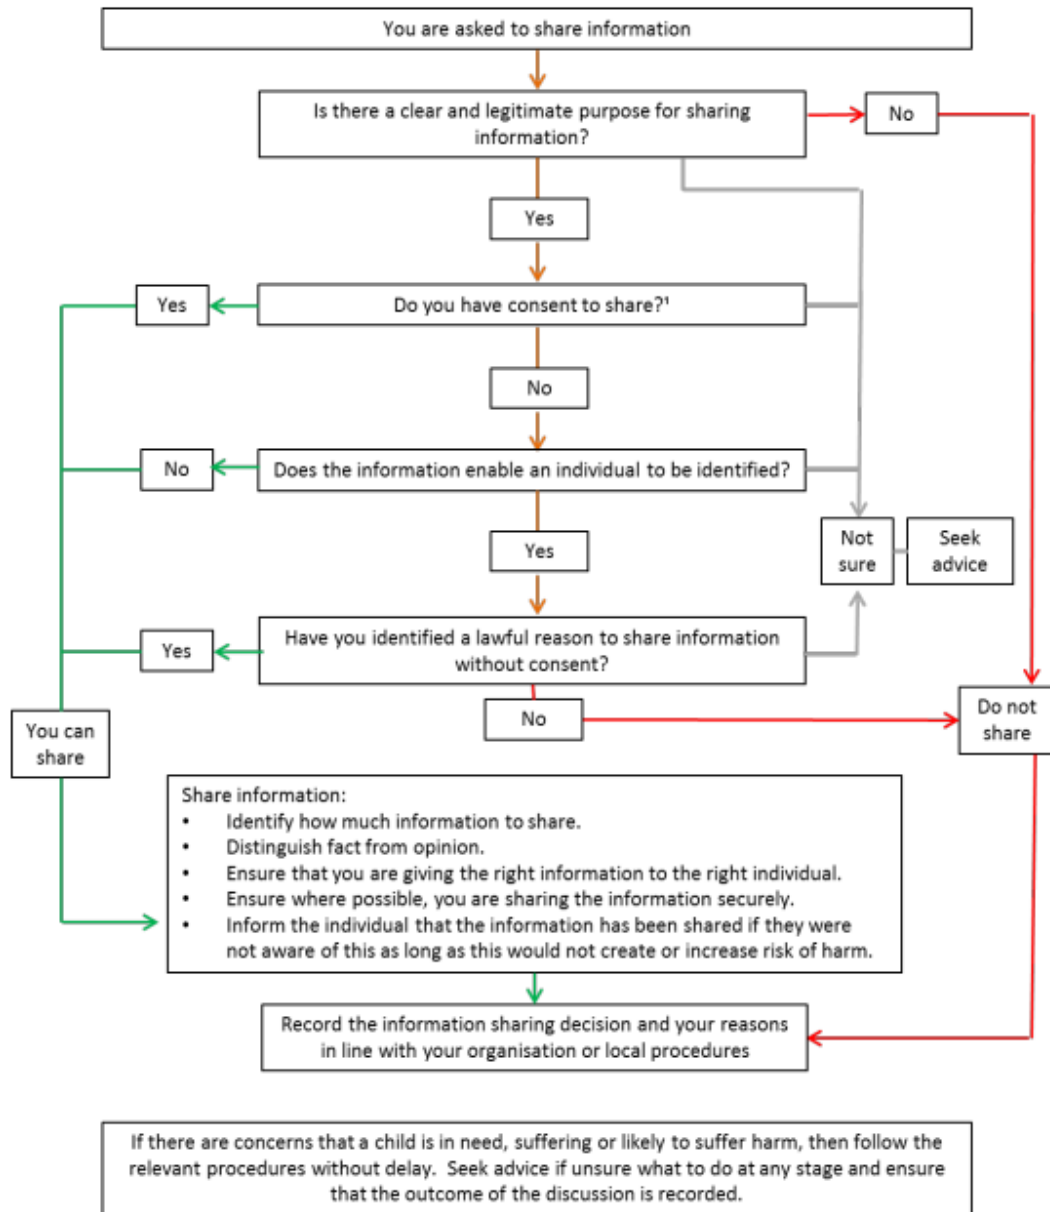 You are asked to share information
Is there a clear and legitimate purpose for sharing
information?
No
Yes
Yes
Do you have consent to share?¹
No
No
Does the information enable an individual to be identified?
Not
sure
Seek
advice
Yes
Yes
Have you identified a lawful reason to share information
without consent?
No
Do not
share
You can
share
Share information:
• Identify how much information to share.
• Distinguish fact from opinion.
• Ensure that you are giving the right information to the right individual.
• Ensure where possible, you are sharing the information securely.
• Inform the individual that the information has been shared if they were
not aware of this as long as this would not create or increase risk of harm.
Record the information sharing decision and your reasons
in line with your organisation or local procedures
If there are concerns that a child is in need, suffering or likely to suffer harm, then follow the
relevant procedures without delay.  Seek advice if unsure what to do at any stage and ensure
that the outcome of the discussion is recorded.